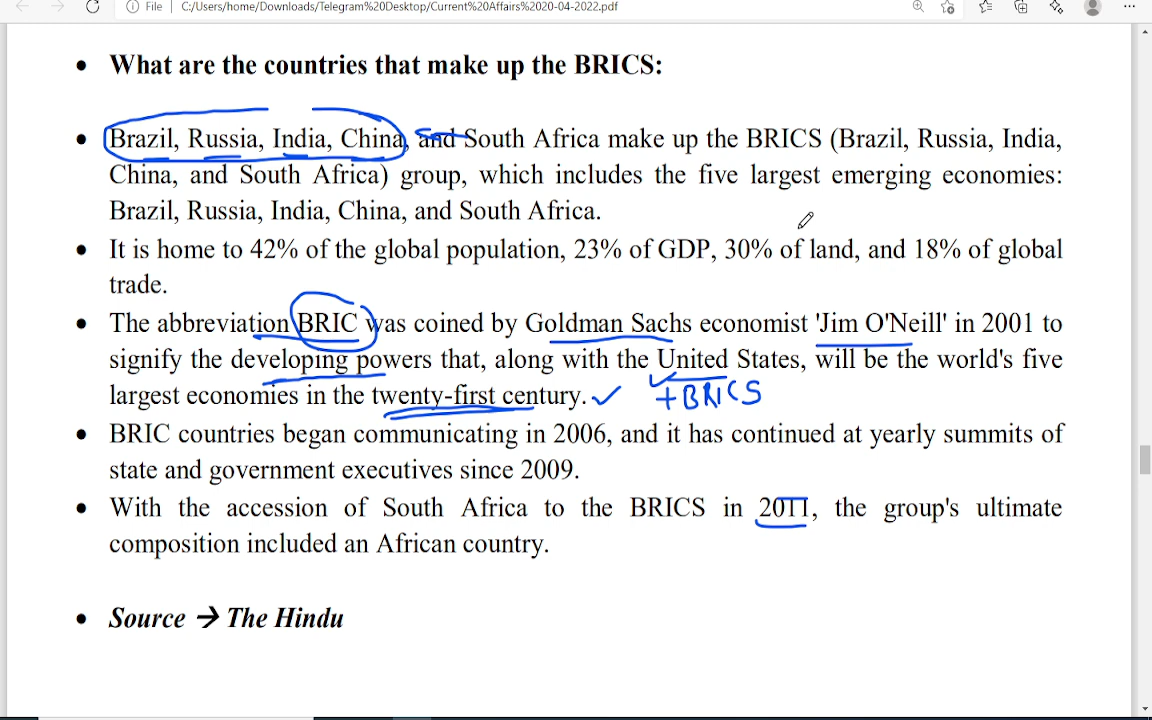 File | C:/Users/home/Downloads/Telegram%20Desktop/Current%20Affairs%2020-04-2022.pdf
• What are the countries that make up the BRICS:
• Brazil, Russia, India, China, and South Africa make up the BRICS (Brazil, Russia, India,
China, and South Africa) group, which includes the five largest emerging economies:
Brazil, Russia, India, China, and South Africa.
• It is home to 42% of the global population, 23% of GDP, 30% of land, and 18% of global
trade.
• The abbreviation BRIC was coined by Goldman Sachs economist 'Jim O'Neill' in 2001 to
signify the developing powers that, along with the United States, will be the world's five
largest economies in the twenty-first century. ✓ +BRICS
• BRIC countries began communicating in 2006, and it has continued at yearly summits of
state and government executives since 2009.
• With the accession of South Africa to the BRICS in 2011, the group's ultimate
composition included an African country.
• Source → The Hindu